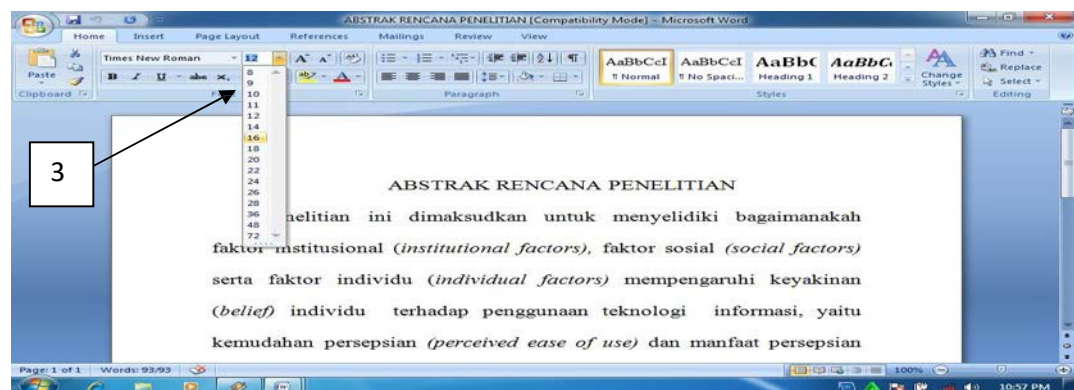 ABSTRAK RENCANA PENELITIAN [Compatibility Mode] - Microsoft Word
Home Insert Page Layout References Mailings Review View
Times New Roman 12
Paste
B I U abe x,
AaBbCcI AaBbCcI AaBbC AaBbC
¶ Normal ¶ No Spaci... Heading 1 Heading 2
Change Styles
Find
Replace
Select
Clipboard Paragraph Styles Editing
8
9
10
11
12
14
16
18
20
22
24
26
28
36
48
72
3
ABSTRAK RENCANA PENELITIAN
nelitian ini dimaksudkan untuk menyelidiki bagaimanakah
faktor institusional (institutional factors), faktor sosial (social factors)
serta faktor individu (individual factors) mempengaruhi keyakinan
(belief) individu terhadap penggunaan teknologi informasi, yaitu
kemudahan persepsian (perceived ease of use) dan manfaat persepsian
Page: 1 of 1 Words: 93/93 100%
10:57 PM